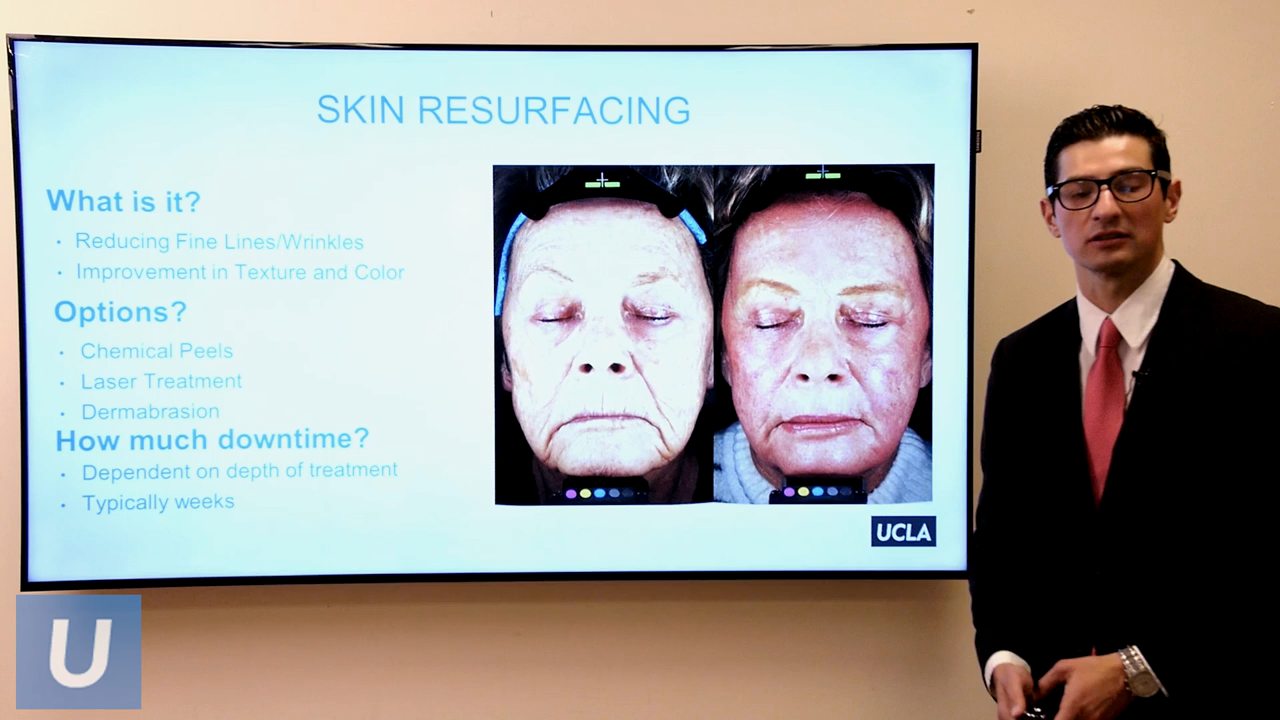 SKIN RESURFACING
What is it?
· Reducing Fine Lines/Wrinkles
· Improvement in Texture and Color
Options?
· Chemical Peels
· Laser Treatment
· Dermabrasion
How much downtime?
· Dependent on depth of treatment
· Typically weeks
UCLA
U